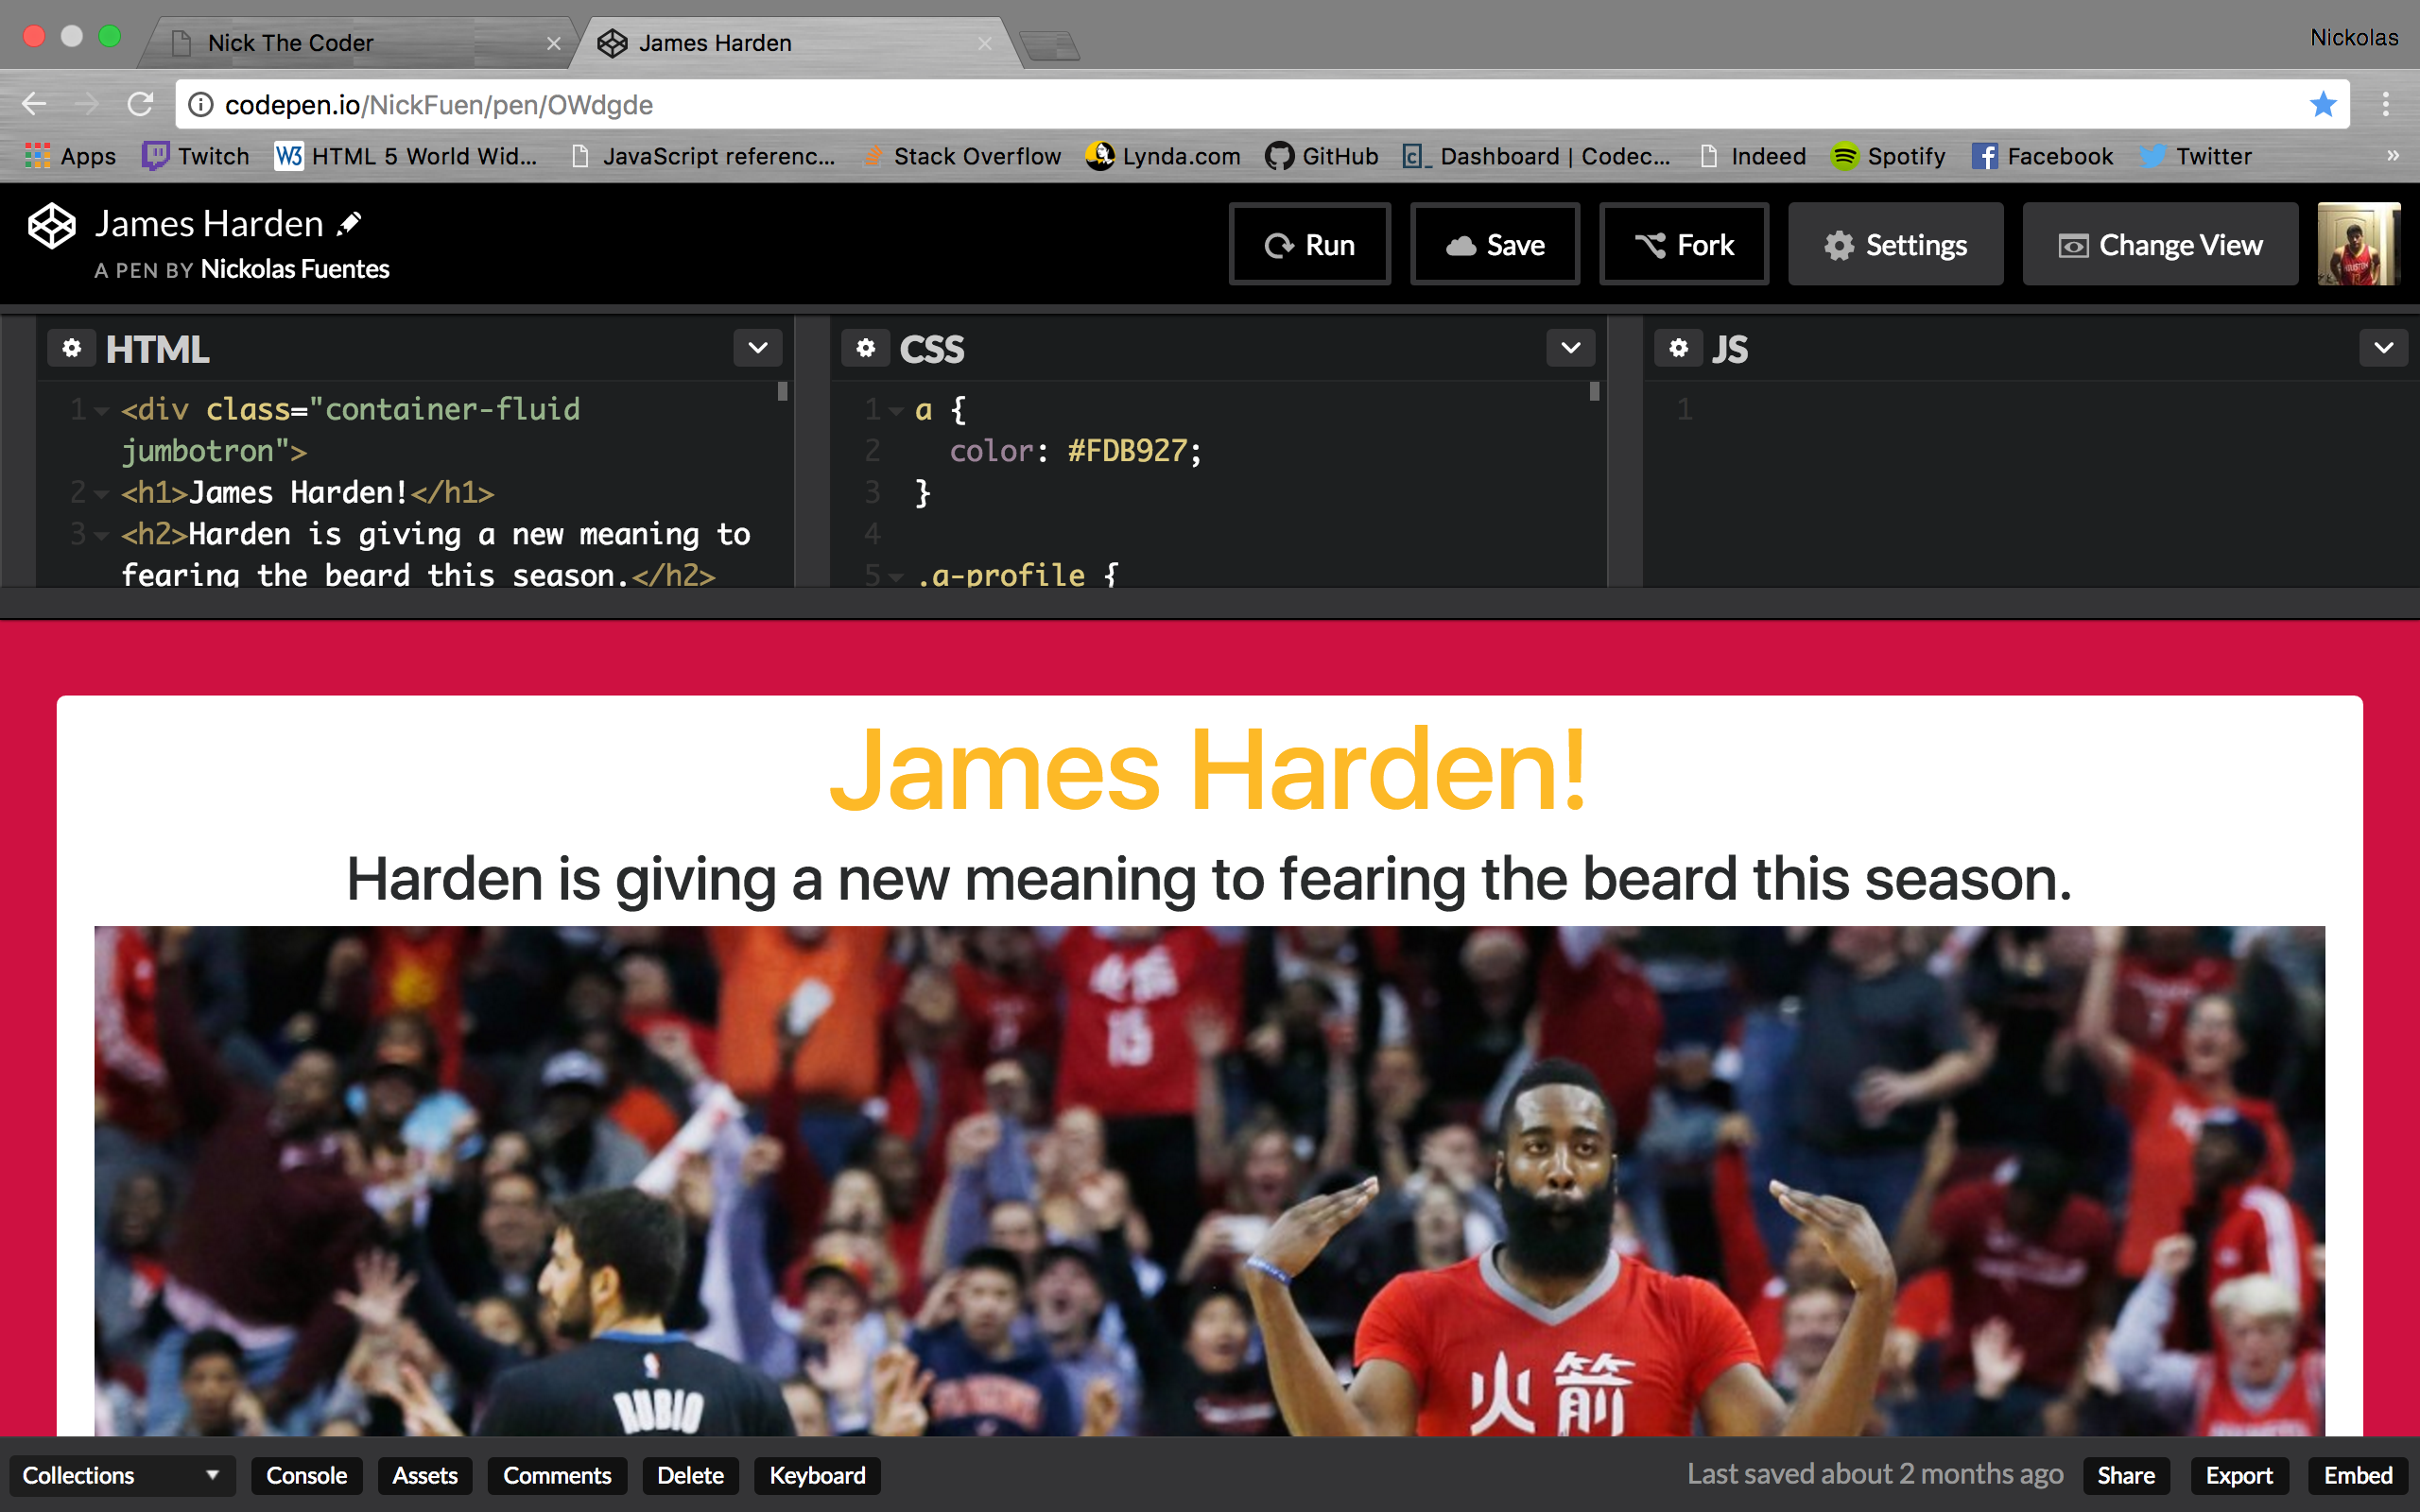 Nick The Coder
James Harden
Nickolas
codepen.io/NickFuen/pen/OWdgde
Apps Twitch HTML 5 World Wid... JavaScript referenc... Stack Overflow Lynda.com GitHub Dashboard | Codec... Indeed Spotify Facebook Twitter »
James Harden
A PEN BY Nickolas Fuentes
Run Save Fork Settings Change View
HTML
1 <div class="container-fluid
jumbotron">
2 <h1>James Harden!</h1>
3 <h2>Harden is giving a new meaning to
fearing the beard this season.</h2>
CSS
1 a {
2 color: #FDB927;
3 }
4
5 .a-profile {
JS
1
James Harden!
Harden is giving a new meaning to fearing the beard this season.
13
RUBIO
火箭
Collections Console Assets Comments Delete Keyboard
Last saved about 2 months ago Share Export Embed